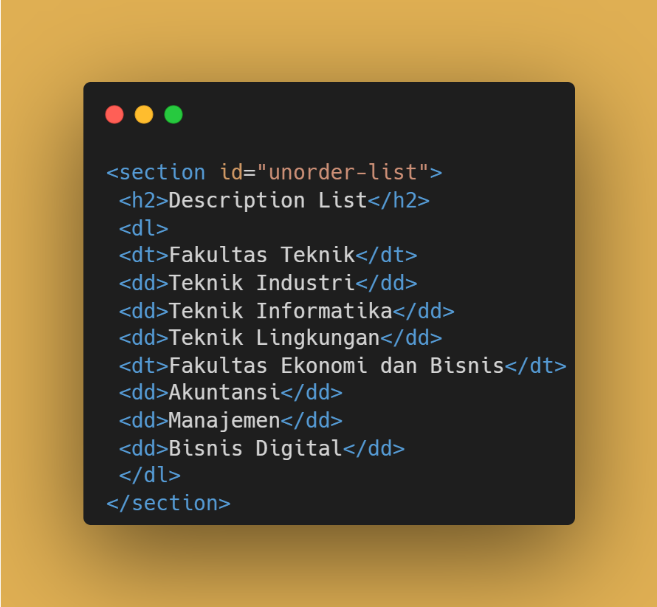 <section id="unorder-list">
<h2>Description List</h2>
<dl>
<dt>Fakultas Teknik</dt>
<dd>Teknik Industri</dd>
<dd>Teknik Informatika</dd>
<dd>Teknik Lingkungan</dd>
<dt>Fakultas Ekonomi dan Bisnis</dt>
<dd>Akuntansi</dd>
<dd>Manajemen</dd>
<dd>Bisnis Digital</dd>
</dl>
</section>